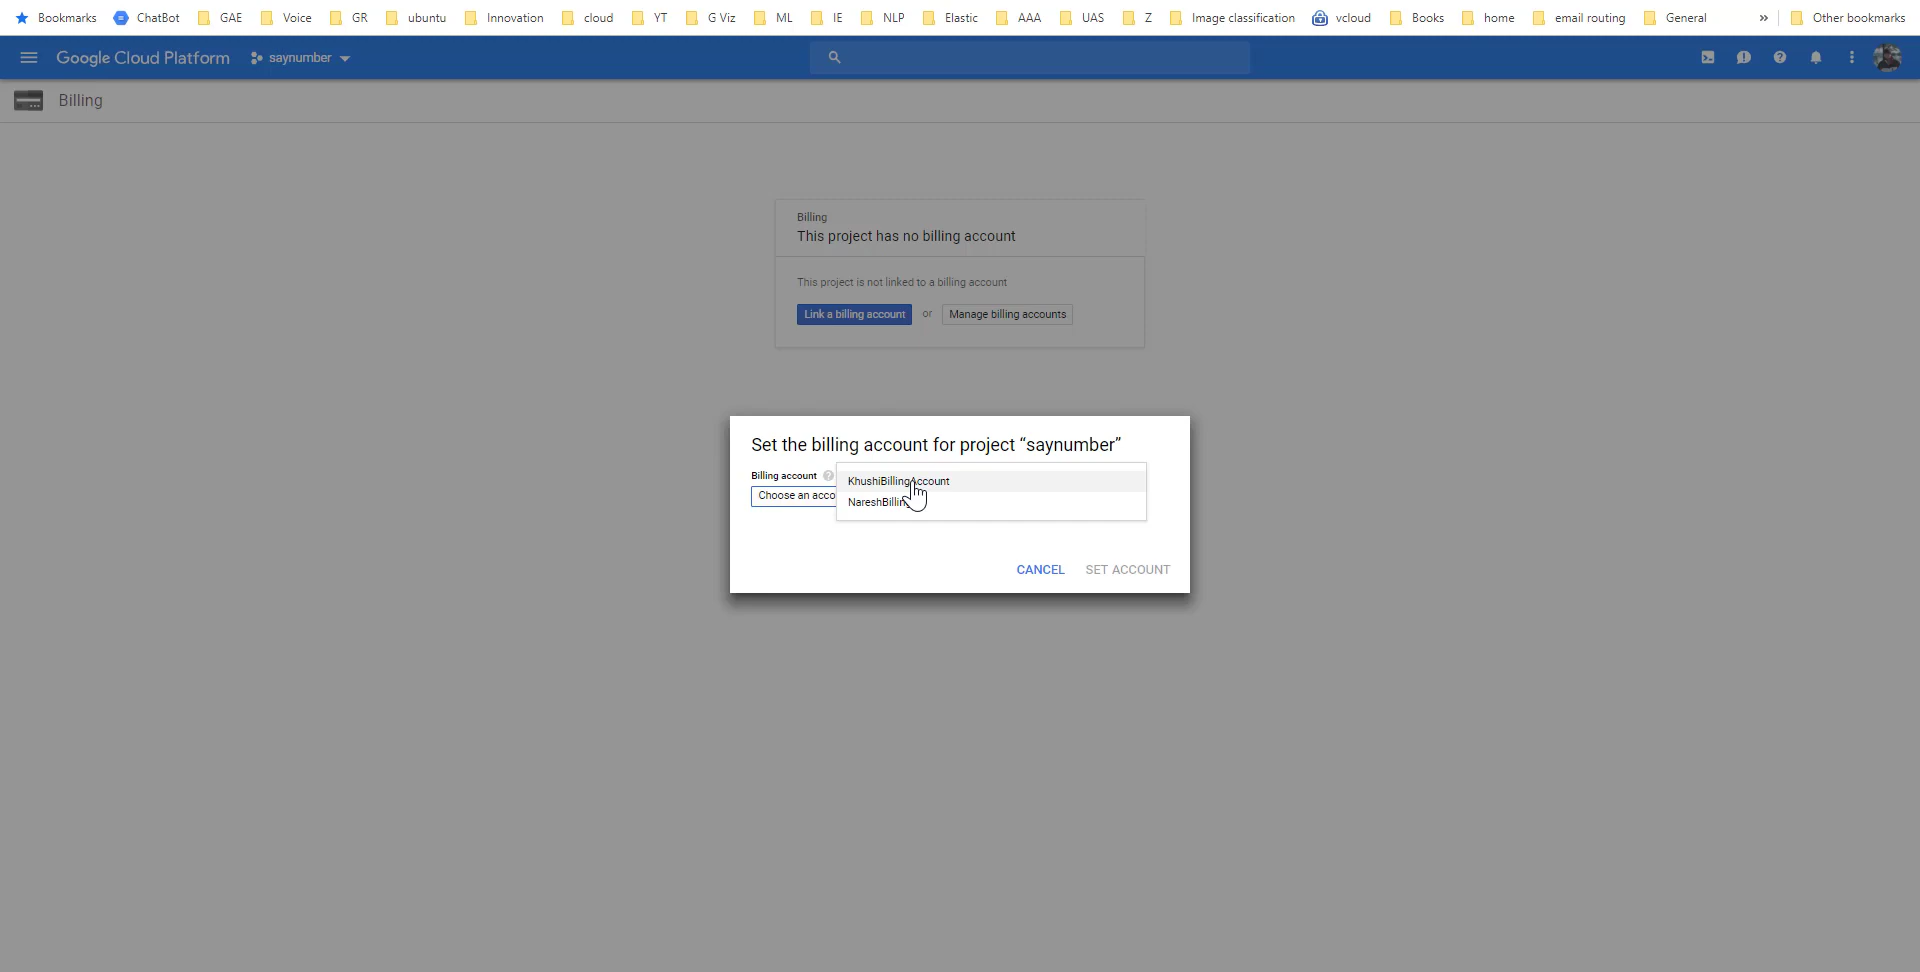 Bookmarks ChatBot GAE Voice GR ubuntu Innovation cloud YT G Viz ML IE NLP Elastic AAA UAS Z Image classification vcloud Books home email routing General » Other bookmarks
Google Cloud Platform saynumber
Billing
Billing
This project has no billing account
This project is not linked to a billing account
Link a billing account or Manage billing accounts
Set the billing account for project “saynumber”
Billing account ?
KhushiBillingAccount
Choose an acco
NareshBillin
CANCEL SET ACCOUNT